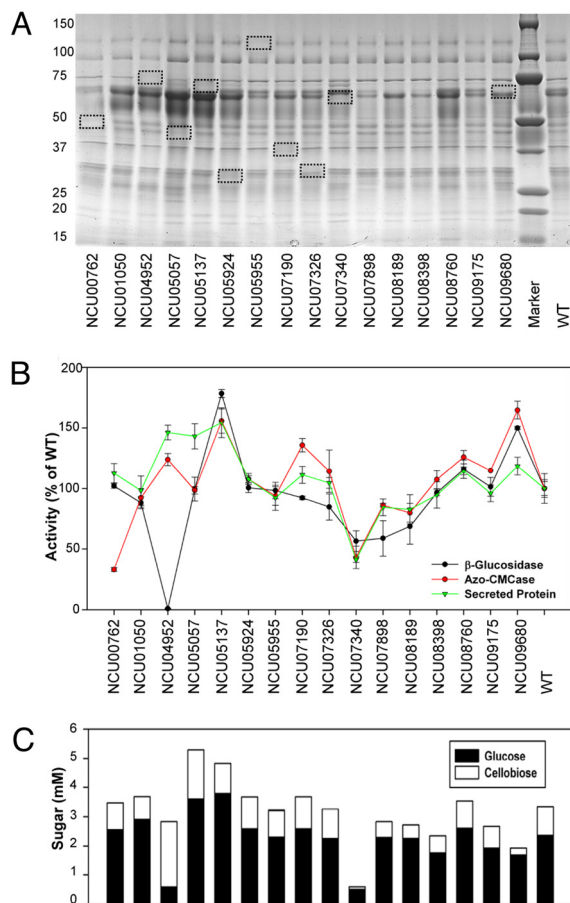 A
150
100
75
50
37
25
20
15
NCU00762
NCU01050
NCU04952
NCU05057
NCU05137
NCU05924
NCU05955
NCU07190
NCU07326
NCU07340
NCU07898
NCU08189
NCU08398
NCU08760
NCU09175
NCU09680
Marker
WT
B
Activity (% of WT)
200
150
100
50
0
β-Glucosidase
Azo-CMCase
Secreted Protein
NCU00762
NCU01050
NCU04952
NCU05057
NCU05137
NCU05924
NCU05955
NCU07190
NCU07326
NCU07340
NCU07898
NCU08189
NCU08398
NCU08760
NCU09175
NCU09680
WT
C
Sugar (mM)
6
5
4
3
2
1
0
Glucose
Cellobiose